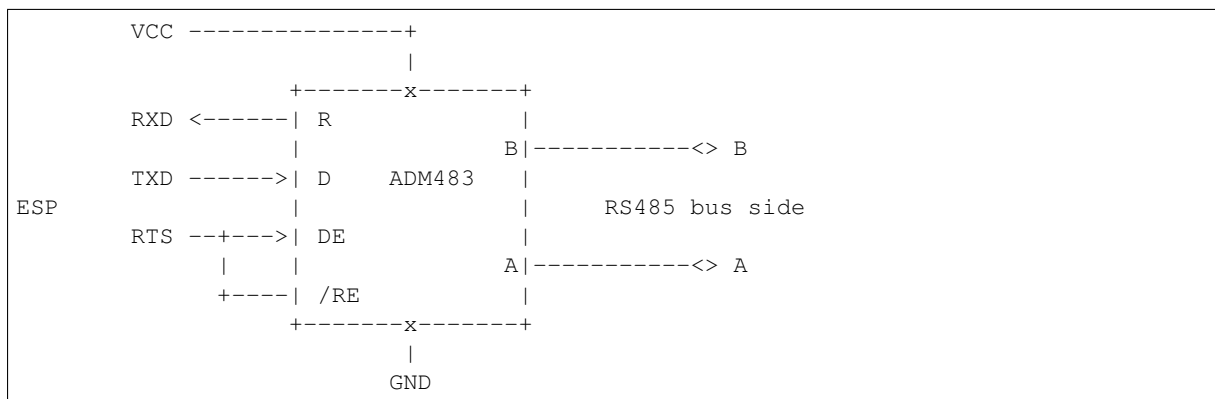 VCC ---------------+
                   |
           +-------x-------+
RXD <------| R             |
           |              B|-----------<> B
TXD ------>| D    ADM483   |
ESP        |               |     RS485 bus side
RTS --+--->| DE            |
      |    |              A|-----------<> A
      +----| /RE           |
           +-------x-------+
                   |
                  GND